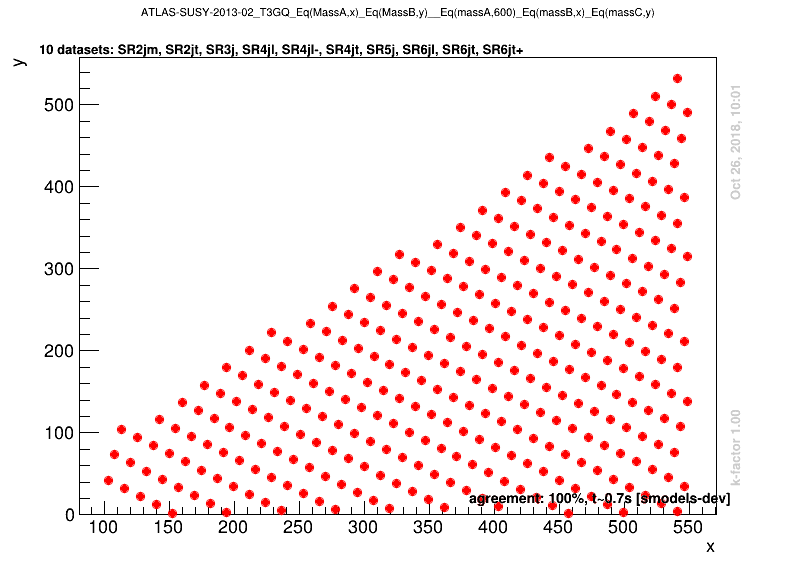 ATLAS-SUSY-2013-02_T3GQ_Eq(MassA,x)_Eq(MassB,y)__Eq(massA,600)_Eq(massB,x)_Eq(massC,y)
10 datasets: SR2jm, SR2jt, SR3j, SR4jl, SR4jl-, SR4jt, SR5j, SR6jl, SR6jt, SR6jt+
y
500
400
300
200
100
0
Oct 26, 2018, 10:01
k-factor 1.00
agreement: 100%, t~0.7s [smodels-dev]
100 150 200 250 300 350 400 450 500 550
x